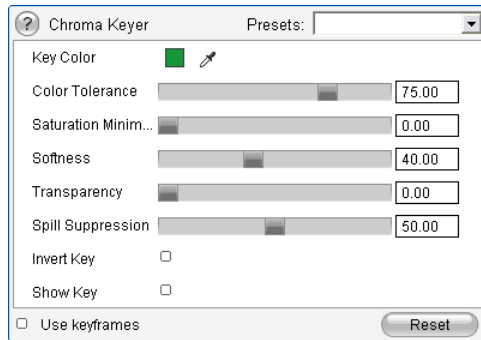 ? Chroma Keyer Presets:
Key Color
Color Tolerance 75.00
Saturation Minim... 0.00
Softness 40.00
Transparency 0.00
Spill Suppression 50.00
Invert Key
Show Key
Use keyframes Reset